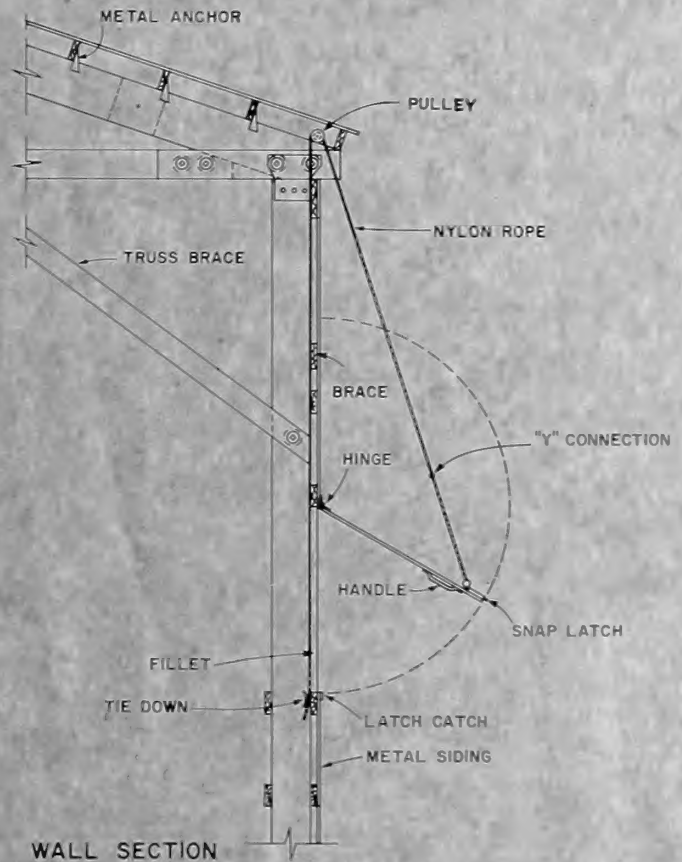 METAL ANCHOR
PULLEY
NYLON ROPE
TRUSS BRACE
BRACE
"Y" CONNECTION
HINGE
HANDLE
SNAP LATCH
FILLET
TIE DOWN
LATCH CATCH
METAL SIDING
WALL SECTION